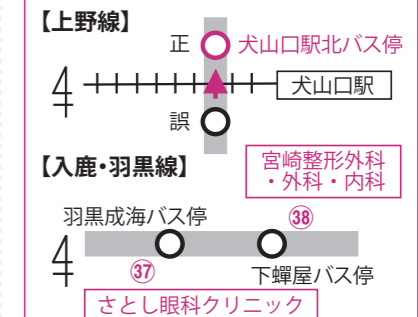 【上野線】
正 犬山口駅北バス停
犬山口駅
誤
【入鹿・羽黒線】
宮崎整形外科
・外科・内科
羽黒成海バス停
㊳
㊲
下蟬屋バス停
さとし眼科クリニック